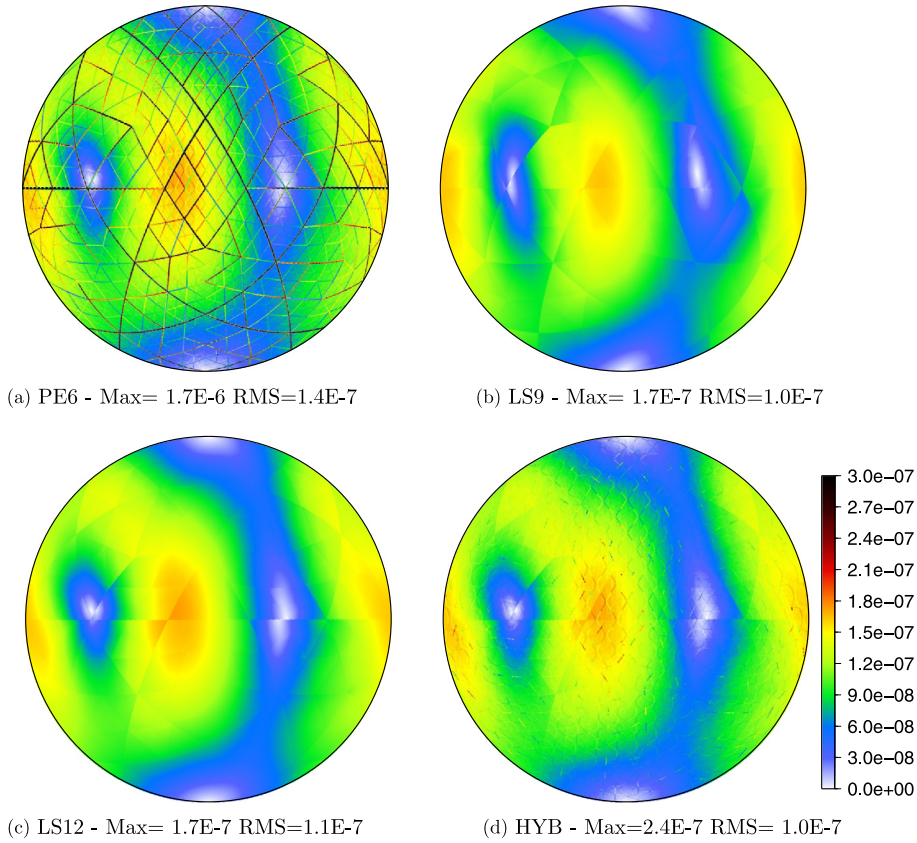 (a) PE6 - Max= 1.7E-6 RMS=1.4E-7
(b) LS9 - Max= 1.7E-7 RMS=1.0E-7
3.0e-07
2.7e-07
2.4e-07
2.1e-07
1.8e-07
1.5e-07
1.2e-07
9.0e-08
6.0e-08
3.0e-08
0.0e+00
(c) LS12 - Max= 1.7E-7 RMS=1.1E-7
(d) HYB - Max=2.4E-7 RMS= 1.0E-7